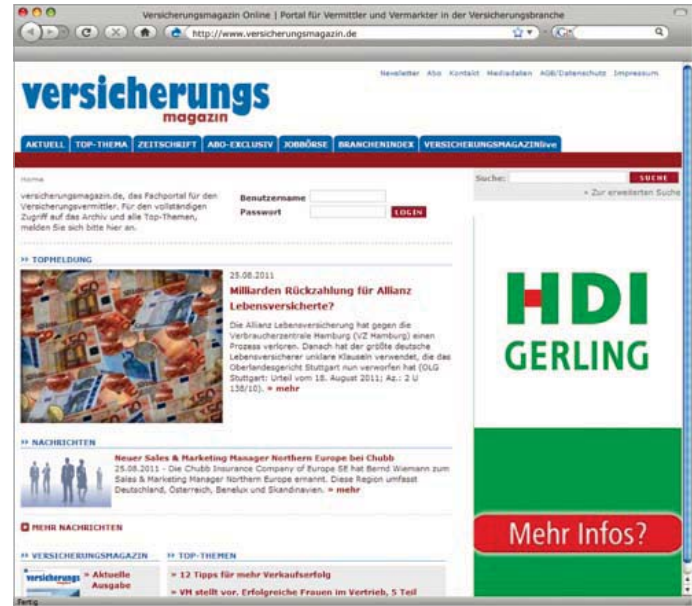 Versicherungsmagazin Online | Portal für Vermittler und Vermarkter in der Versicherungsbranche
http://www.versicherungsmagazin.de
Newsletter Abo Kontakt Mediadaten AGB/Datenschutz Impressum
versicherungs
magazin
AKTUELL TOP-THEMA ZEITSCHRIFT ABO-EXCLUSIV JOBBÖRSE BRANCHENINDEX VERSICHERUNGSMAGAZINlive
Home
Suche: SUCHE
» Zur erweiterten Suche
versicherungsmagazin.de, das Fachportal für den
Versicherungsvermittler. Für den vollständigen
Zugriff auf das Archiv und alle Top-Themen,
melden Sie sich bitte hier an.
Benutzername
Passwort LOGIN
» TOPMELDUNG
25.08.2011
Milliarden Rückzahlung für Allianz
Lebensversicherte?
Die Allianz Lebensversicherung hat gegen die
Verbraucherzentrale Hamburg (VZ Hamburg) einen
Prozess verloren. Danach hat der größte deutsche
Lebensversicherer unklare Klauseln verwendet, die das
Oberlandesgericht Stuttgart nun verworfen hat (OLG
Stuttgart: Urteil vom 18. August 2011; Az.: 2 U
138/10). » mehr
» NACHRICHTEN
Neuer Sales & Marketing Manager Northern Europe bei Chubb
25.08.2011 - Die Chubb Insurance Company of Europe SE hat Bernd Wiemann zum
Sales & Marketing Manager Northern Europe ernannt. Diese Region umfasst
Deutschland, Österreich, Benelux und Skandinavien. » mehr
MEHR NACHRICHTEN
» VERSICHERUNGSMAGAZIN
versicherungs
» Aktuelle
Ausgabe
» TOP-THEMEN
» 12 Tipps für mehr Verkaufserfolg
» VM stellt vor. Erfolgreiche Frauen im Vertrieb, 5 Teil
HDI
GERLING
Mehr Infos?
Fertig